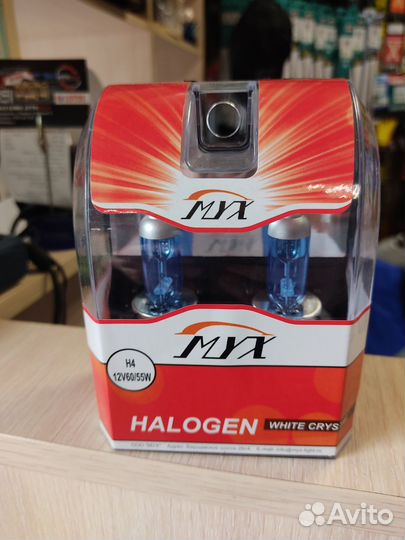 MYX
MYX
H4
12V60/55W
HALOGEN WHITE CRYS
Avito